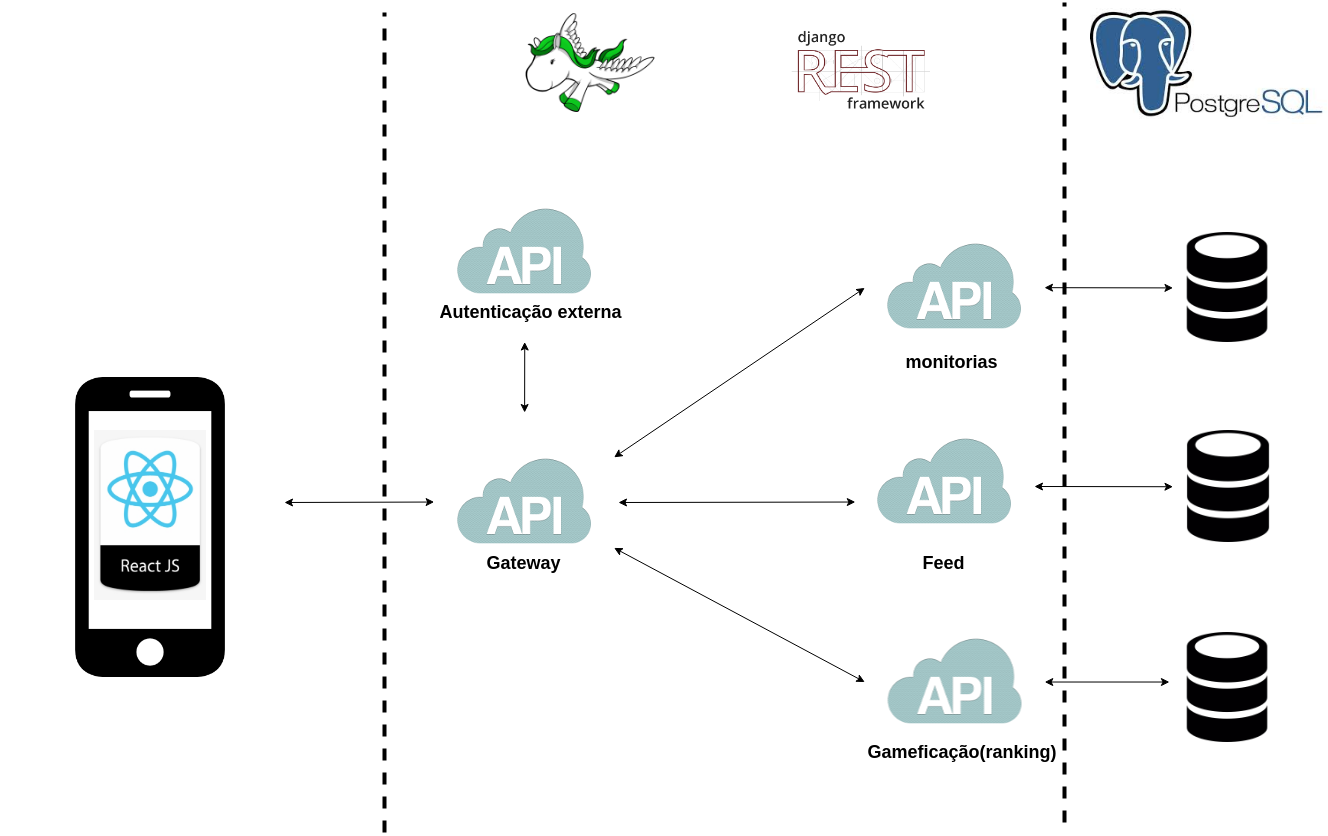 django
REST
framework
PostgreSQL
API
Autenticação externa
API
monitorias
React JS
API
Gateway
API
Feed
API
Gameficação(ranking)